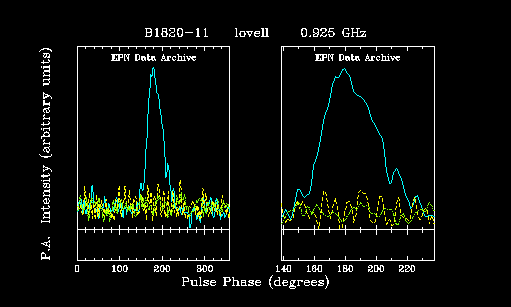 B1820-11 lovell 0.925 GHz
EPN Data Archive EPN Data Archive
P.A. Intensity (arbitrary units)
0 100 200 300 140 160 180 200 220
Pulse Phase (degrees)